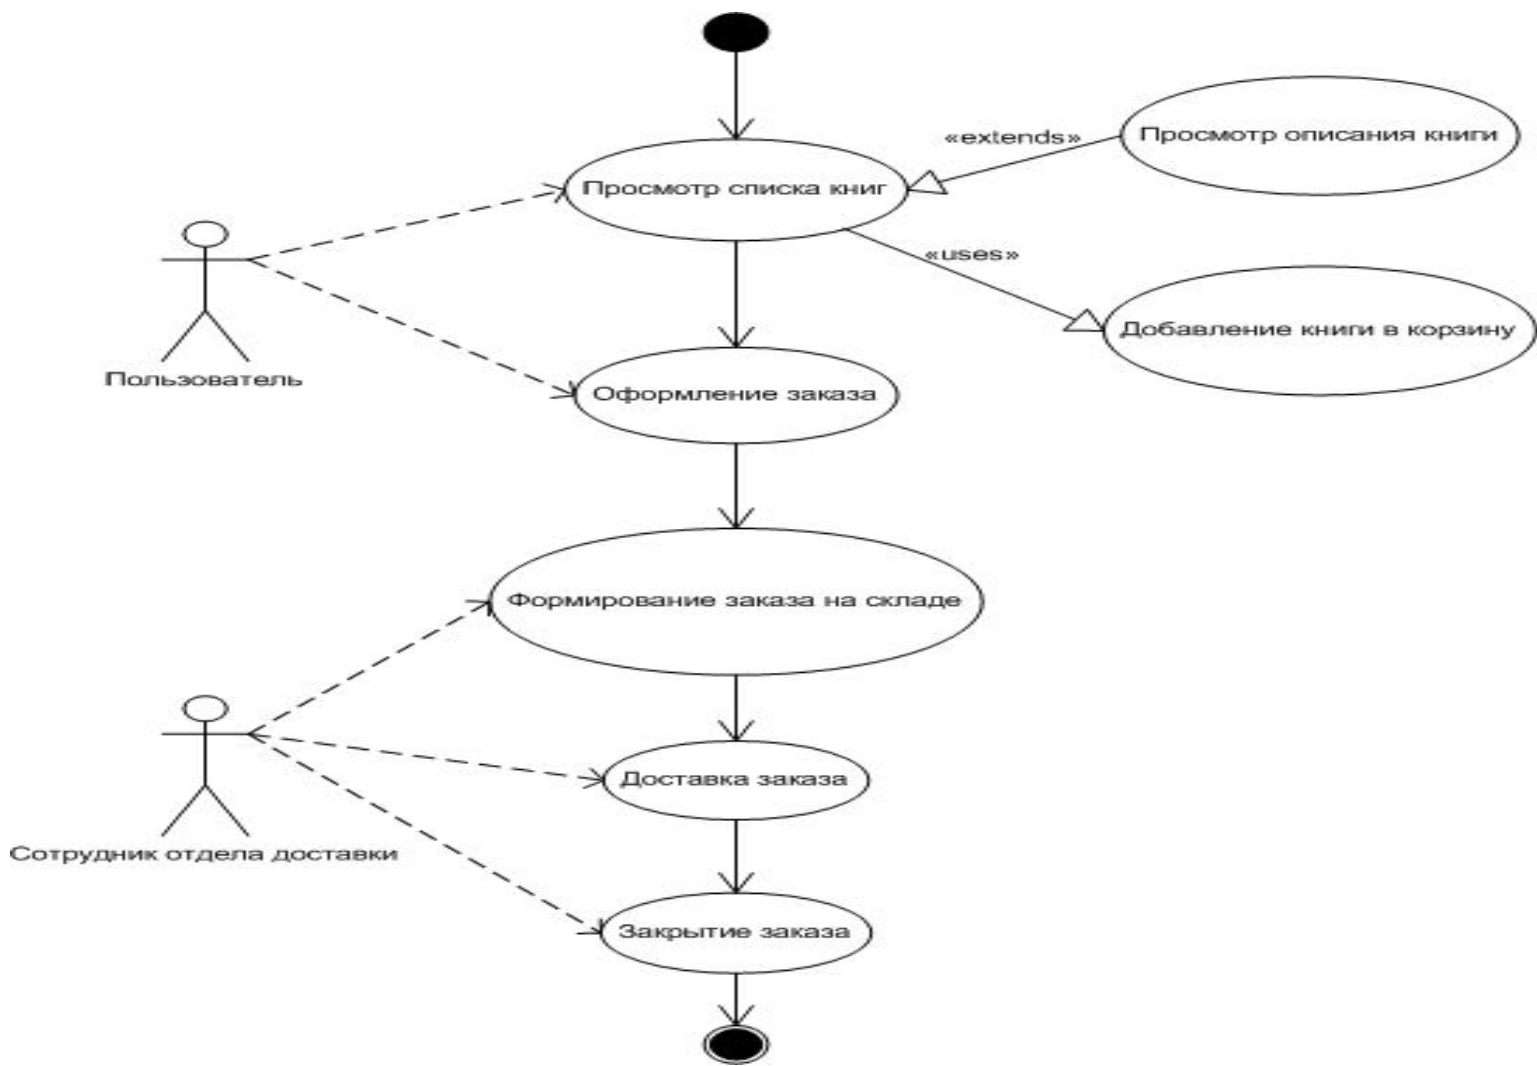 «extends»
Просмотр описания книги
Просмотр списка книг
«uses»
Добавление книги в корзину
Пользователь
Оформление заказа
Формирование заказа на складе
Доставка заказа
Сотрудник отдела доставки
Закрытие заказа